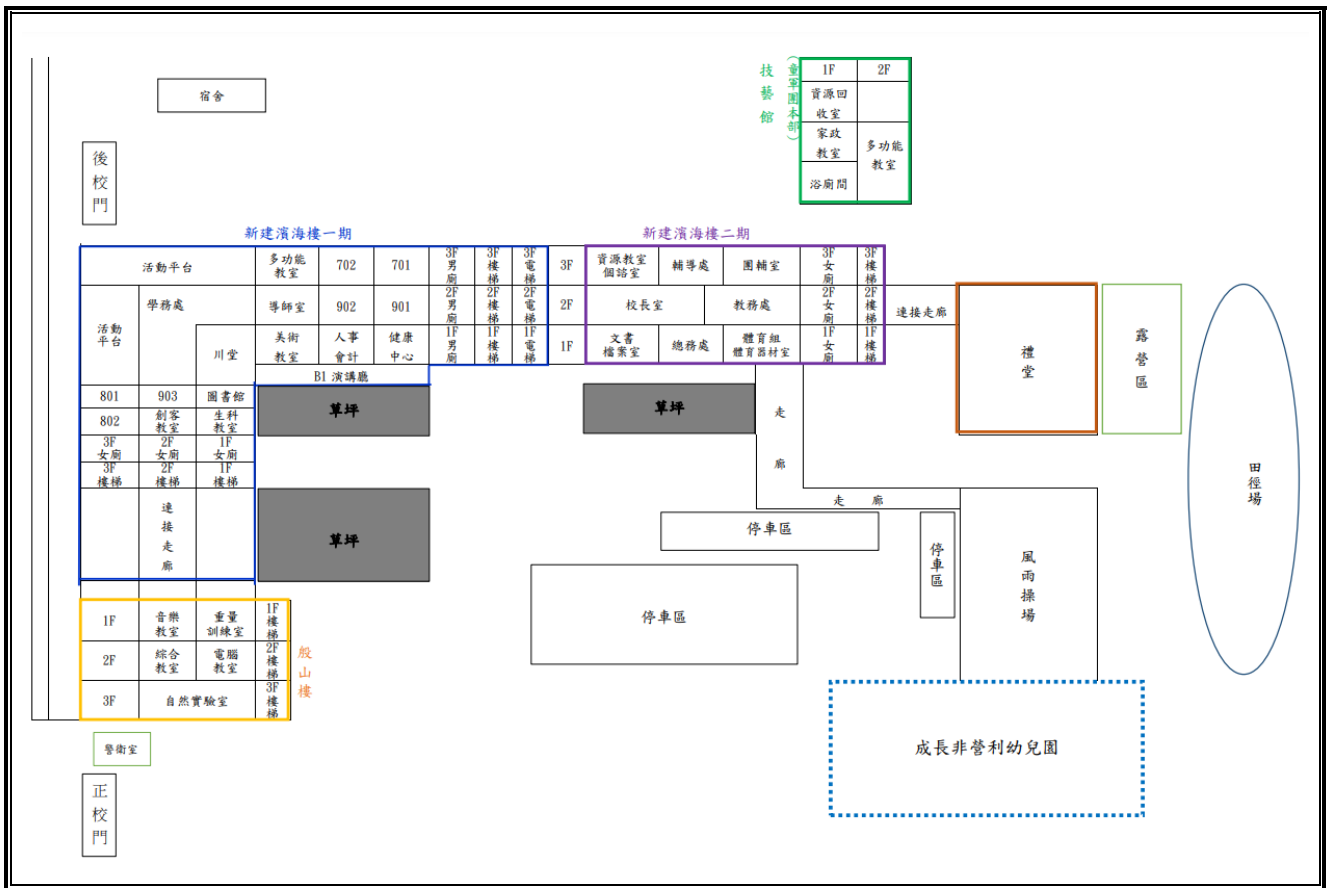 宿舍
技藝館
（童軍團本部）
1F 2F
資源回
收室
家政
教室
多功能
教室
浴廁間
後校門
新建濱海樓一期
新建濱海樓二期
活動平台
多功能
教室
702
701
3F男廁
3F樓梯
3F電梯
3F
資源教室
個諮室
輔導處
團輔室
3F女廁
3F樓梯
學務處
導師室
902
901
2F男廁
2F樓梯
2F電梯
2F
校長室
教務處
2F女廁
2F樓梯
連接走廊
活動
平台
川堂
美術
教室
人事
會計
健康
中心
1F男廁
1F樓梯
1F電梯
1F
文書
檔案室
總務處
體育組
體育器材室
1F女廁
1F樓梯
禮堂
露營區
田徑場
B1 演講廳
801 903 圖書館
802
創客
教室
生科
教室
3F
女廁
2F
女廁
1F
女廁
3F
樓梯
2F
樓梯
1F
樓梯
草坪
草坪
走廊
連接走廊
草坪
走廊
停車區
停車區
停車區
風雨操場
1F
音樂
教室
重量
訓練室
1F樓梯
2F
綜合
教室
電腦
教室
2F樓梯
3F
自然實驗室
3F樓梯
般山樓
警衛室
正校門
成長非營利幼兒園